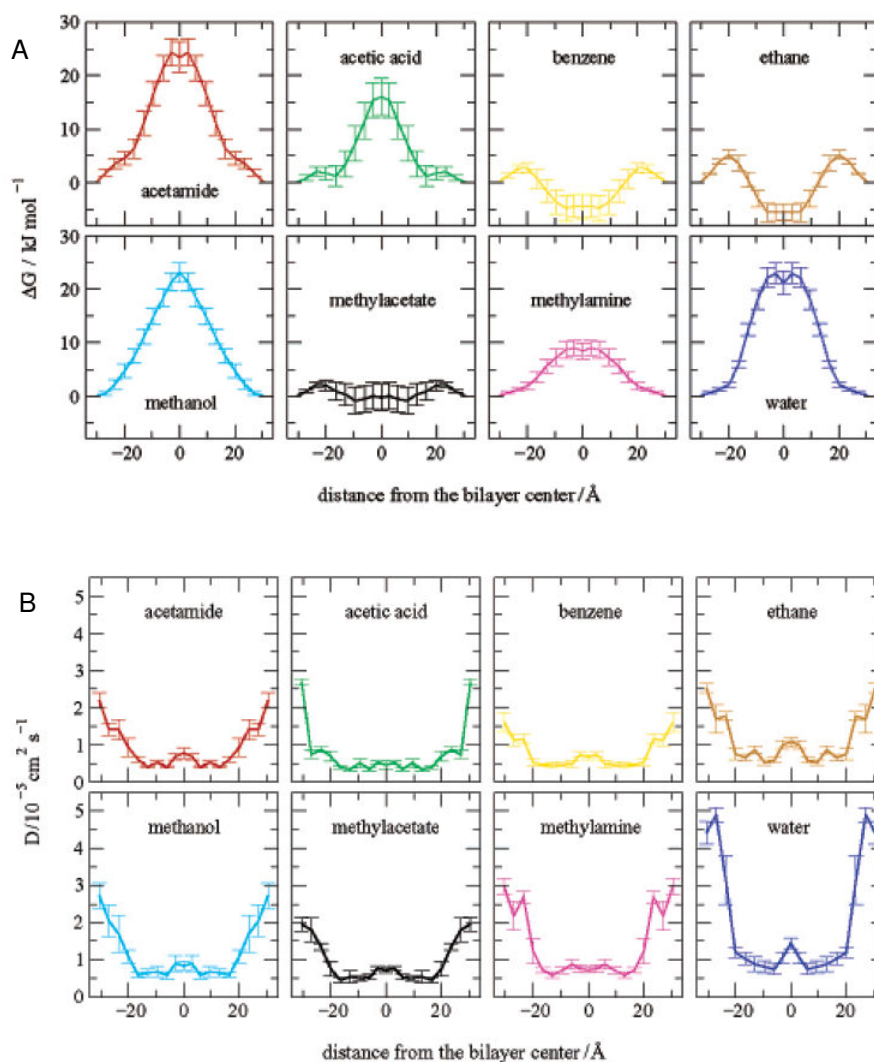 A
30
20
10
0
acetamide
acetic acid
benzene
ethane
30
20
10
0
methanol
methylacetate
methylamine
water
ΔG / kJ mol⁻¹
−20 0 20 −20 0 20 −20 0 20 −20 0 20
distance from the bilayer center/Å
B
5
4
3
2
1
0
acetamide
acetic acid
benzene
ethane
5
4
3
2
1
0
methanol
methylacetate
methylamine
water
D/10⁻⁵cm² s⁻¹
−20 0 20 −20 0 20 −20 0 20 −20 0 20
distance from the bilayer center/Å